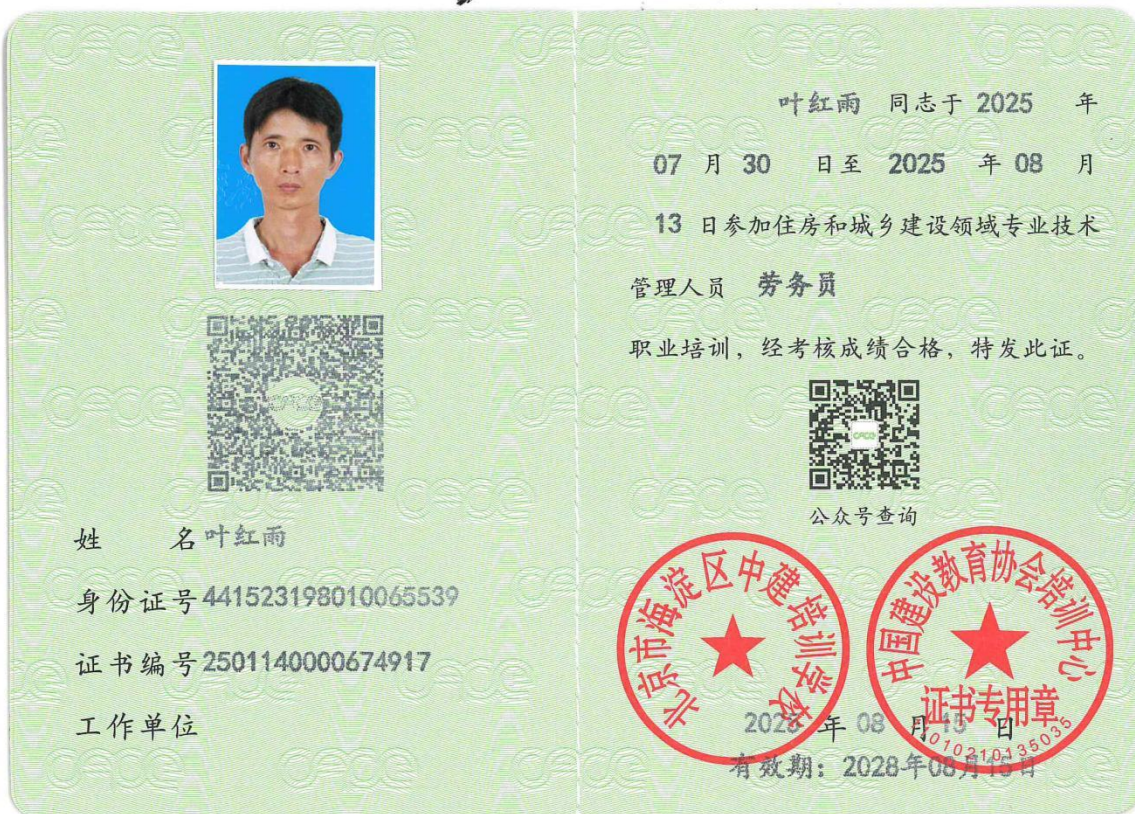 姓 名 叶红雨
身份证号 441523198010065539
证书编号 2501140000674917
工作单位
叶红雨 同志于 2025 年
07 月 30 日至 2025 年 08 月
13 日参加住房和城乡建设领域专业技术
管理人员 劳务员
职业培训，经考核成绩合格，特发此证。
CECE
公众号查询
北京市海淀区中建培训学校
中国建设教育协会培训中心
证书专用章
2025 年 08 月 15 日
有效期：2028年08月15日